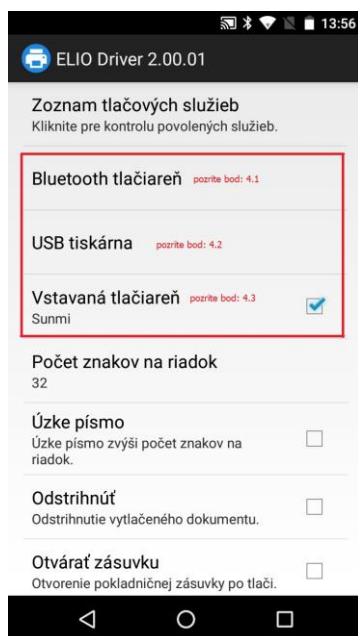 13:56
ELIO Driver 2.00.01
Zoznam tlačových služieb
Kliknite pre kontrolu povolených služieb.
Bluetooth tlačiareň pozrite bod: 4.1
USB tiskárna pozrite bod: 4.2
Vstavaná tlačiareň pozrite bod: 4.3
Sunmi
Počet znakov na riadok
32
Úzke písmo
Úzke písmo zvýši počet znakov na
riadok.
Odstrihnúť
Odstrihnutie vytlačeného dokumentu.
Otvárať zásuvku
Otvorenie pokladničnej zásuvky po tlači.